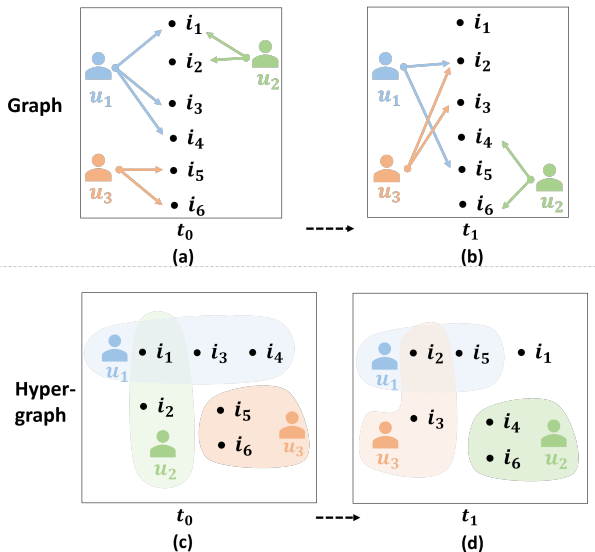 Graph
u₁
u₂
u₃
i₁
i₂
i₃
i₄
i₅
i₆
t₀
(a)
u₁
u₃
u₂
i₁
i₂
i₃
i₄
i₅
i₆
t₁
(b)
Hyper-
graph
u₁
i₁ i₃ i₄
i₂
u₂
i₅
i₆
u₃
t₀
(c)
u₁
i₂ i₅ i₁
i₃
u₃
i₄
i₆
u₂
t₁
(d)